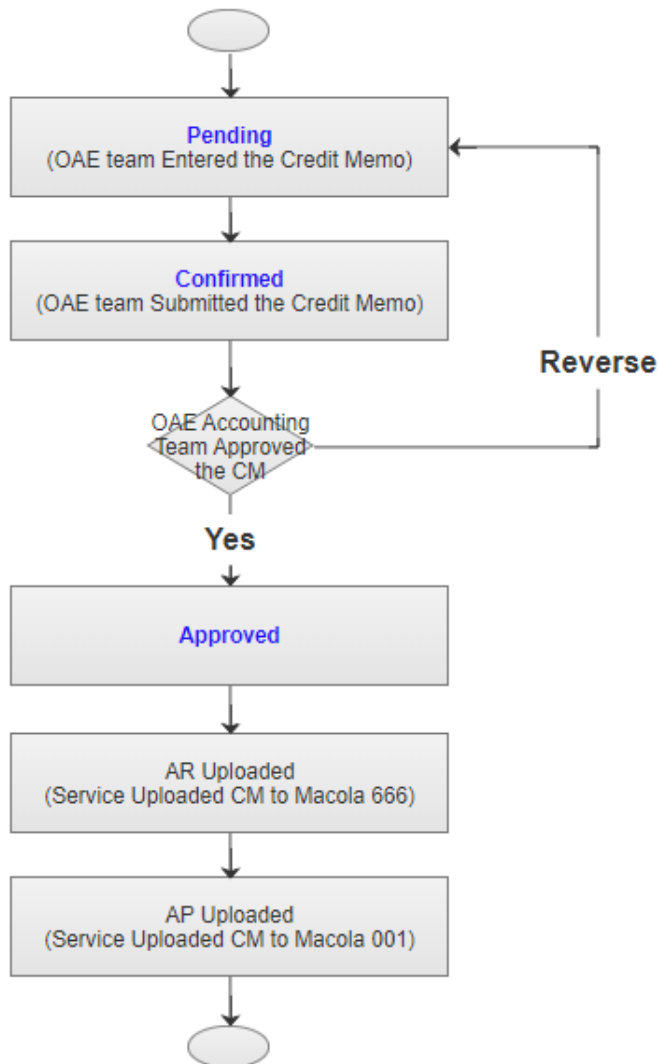 Pending
(OAE team Entered the Credit Memo)
Confirmed
(OAE team Submitted the Credit Memo)
Reverse
OAE Accounting
Team Approved
the CM
Yes
Approved
AR Uploaded
(Service Uploaded CM to Macola 666)
AP Uploaded
(Service Uploaded CM to Macola 001)